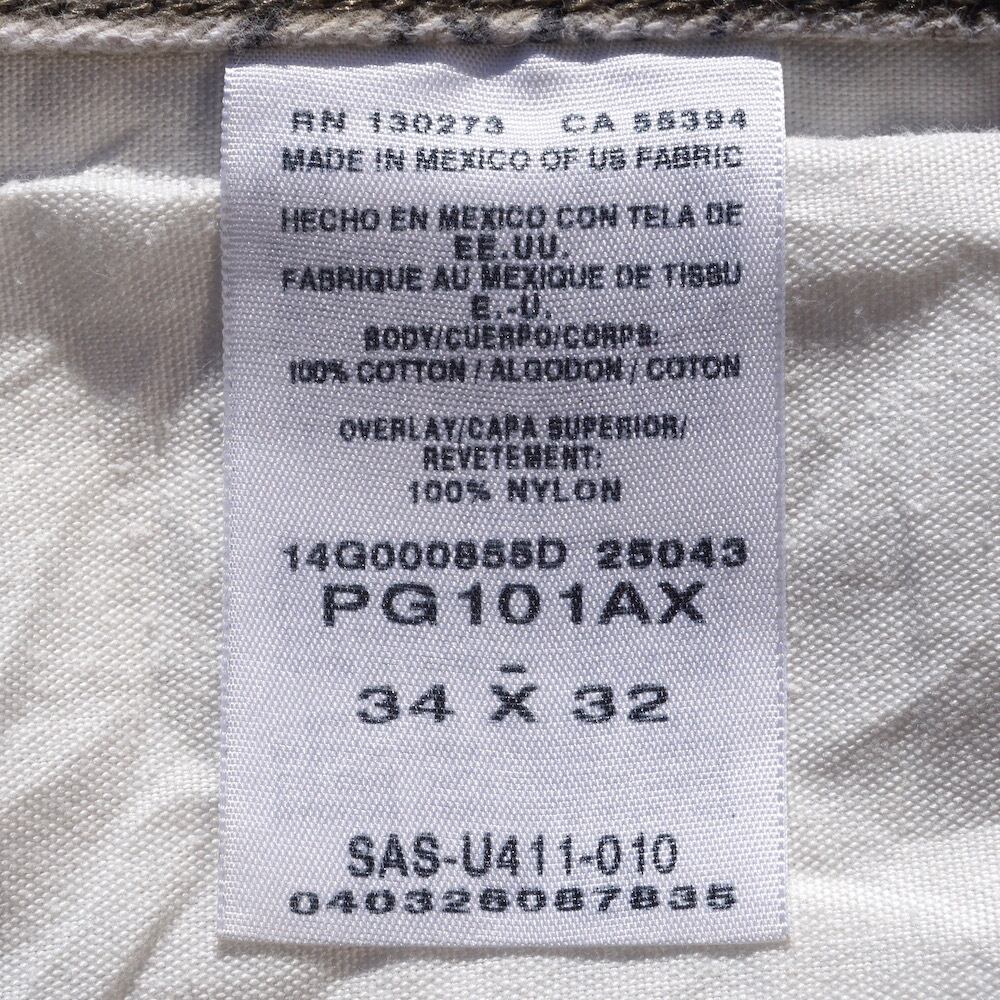 RN 130273 CA 58394
MADE IN MEXICO OF US FABRIC
HECHO EN MEXICO CON TELA DE
EE.UU.
FABRIQUE AU MEXIQUE DE TISSU
E.-U.
BODY/CUERPO/CORPS:
100% COTTON / ALGODON / COTON
OVERLAY/CAPA SUPERIOR/
REVETEMENT:
100% NYLON
14G000855D 25043
PG101AX
-
34 X 32
SAS-U411-010
040326087835